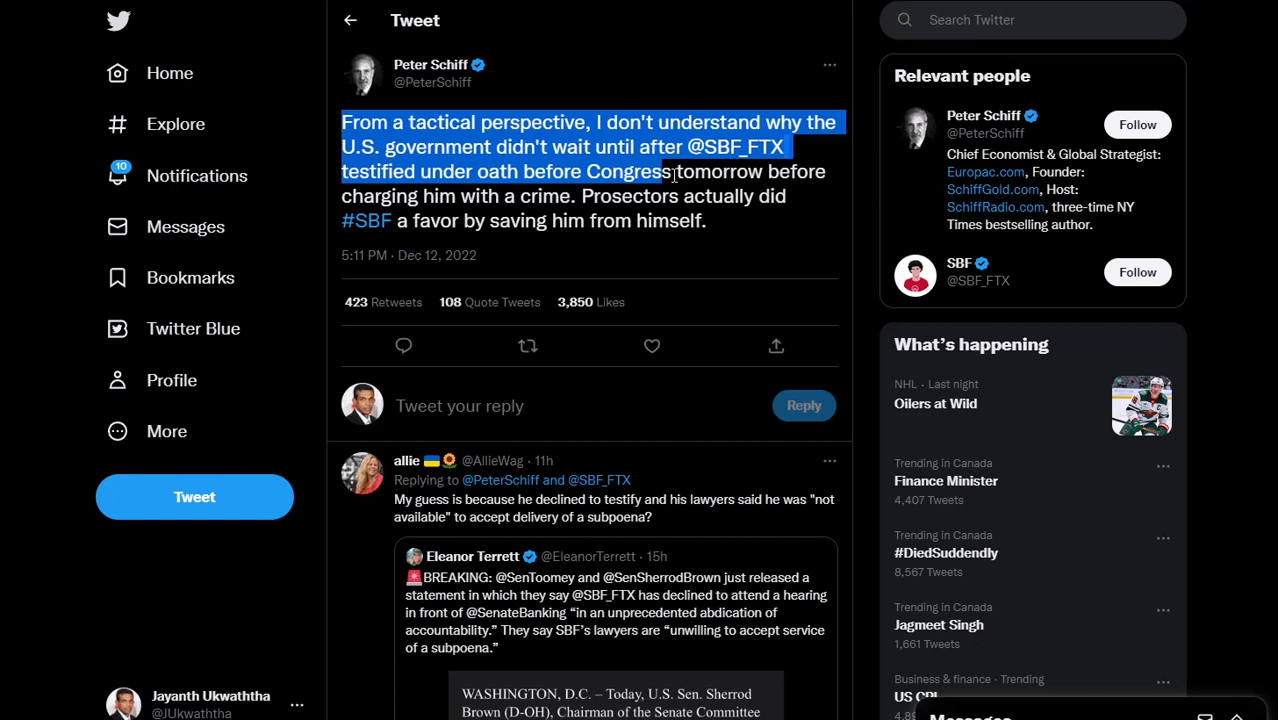 Home
Explore
10
Notifications
Messages
Bookmarks
Twitter Blue
Profile
More
Tweet
Jayanth Ukwaththa
@JUkwaththa
Tweet
Peter Schiff
@PeterSchiff
From a tactical perspective, I don't understand why the
U.S. government didn't wait until after @SBF_FTX
testified under oath before Congress tomorrow before
charging him with a crime. Prosectors actually did
#SBF a favor by saving him from himself.
5:11 PM · Dec 12, 2022
423 Retweets 108 Quote Tweets 3,850 Likes
Tweet your reply
Reply
allie @AllieWag · 11h
Replying to @PeterSchiff and @SBF_FTX
My guess is because he declined to testify and his lawyers said he was "not
available" to accept delivery of a subpoena?
Eleanor Terrett @EleanorTerrett · 15h
🚨BREAKING: @SenToomey and @SenSherrodBrown just released a
statement in which they say @SBF_FTX has declined to attend a hearing
in front of @SenateBanking “in an unprecedented abdication of
accountability.” They say SBF’s lawyers are “unwilling to accept service
of a subpoena.”
WASHINGTON, D.C. – Today, U.S. Sen. Sherrod
Brown (D-OH), Chairman of the Senate Committee
Search Twitter
Relevant people
Peter Schiff
@PeterSchiff
Follow
Chief Economist & Global Strategist:
Europac.com, Founder:
SchiffGold.com, Host:
SchiffRadio.com, three-time NY
Times bestselling author.
SBF
@SBF_FTX
Follow
What's happening
NHL · Last night
Oilers at Wild
Trending in Canada
Finance Minister
4,407 Tweets
Trending in Canada
#DiedSuddendly
8,567 Tweets
Trending in Canada
Jagmeet Singh
1,661 Tweets
Business & finance · Trending
US CPI
Messages